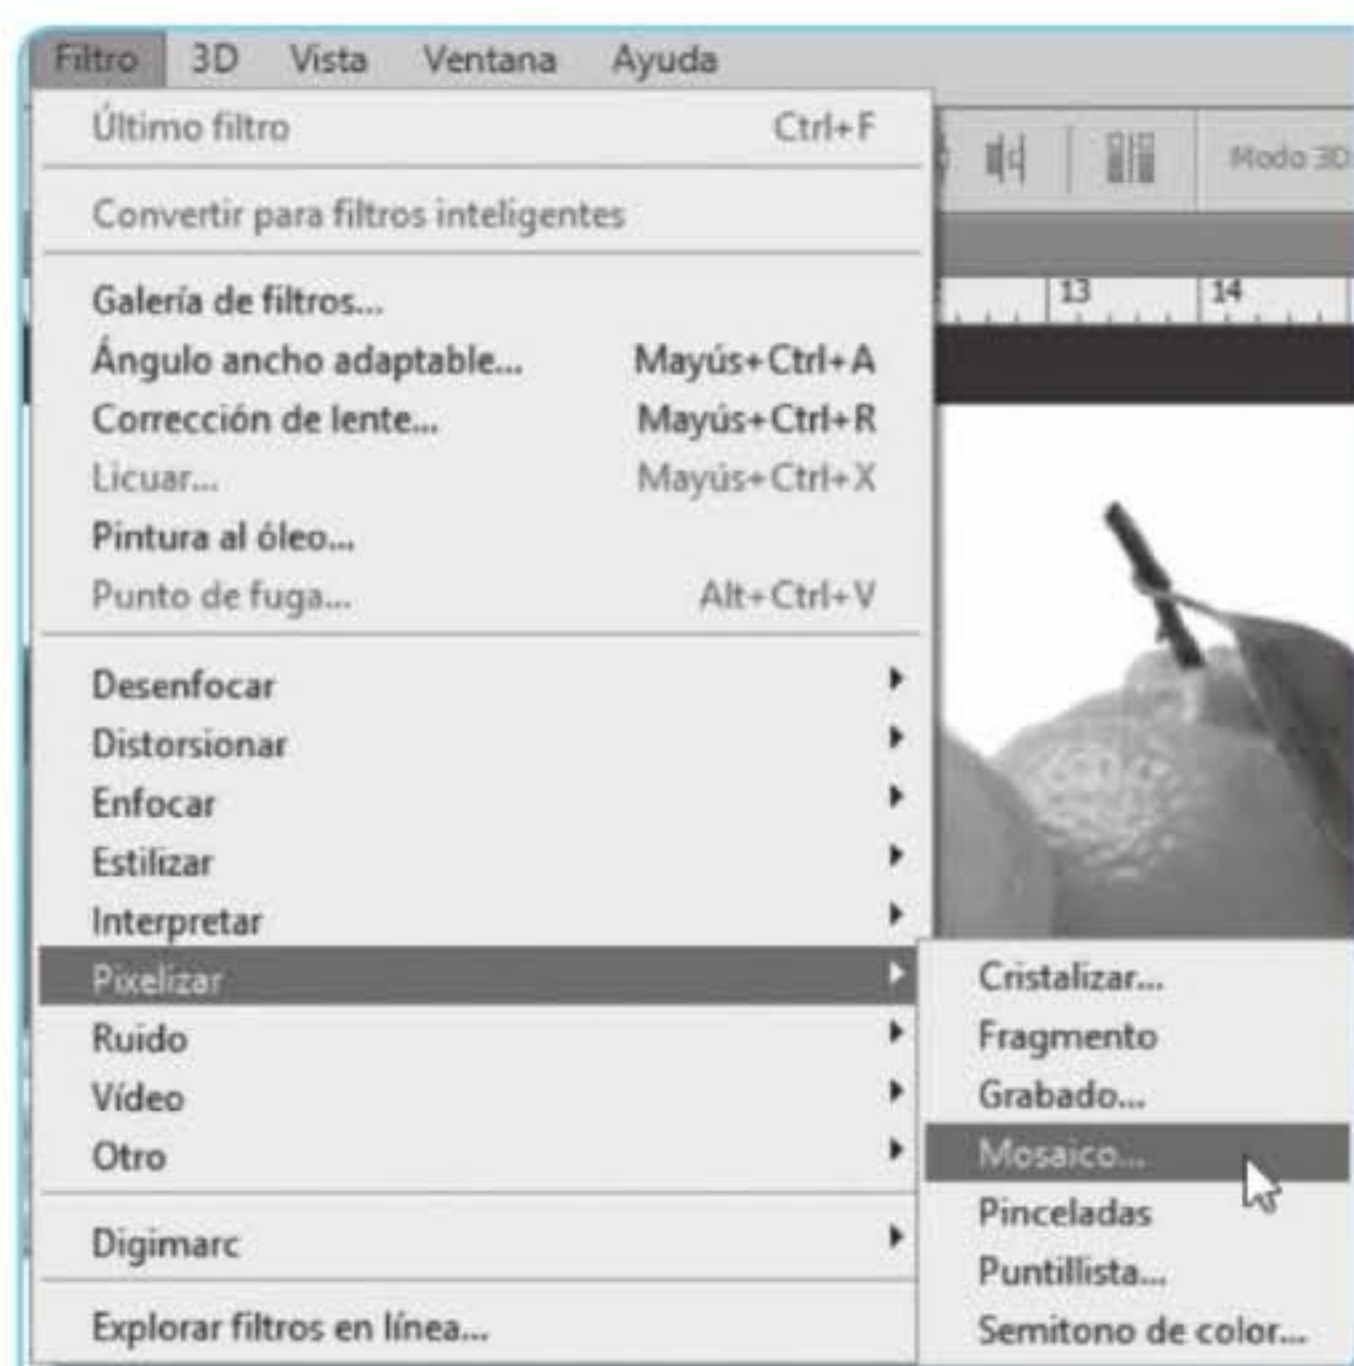 Filtro 3D Vista Ventana Ayuda
Último filtro Ctrl+F
Modo 3D
Convertir para filtros inteligentes
13 14
Galería de filtros...
Ángulo ancho adaptable... Mayús+Ctrl+A
Corrección de lente... Mayús+Ctrl+R
Licuar... Mayús+Ctrl+X
Pintura al óleo...
Punto de fuga... Alt+Ctrl+V
Desenfocar
Distorsionar
Enfocar
Estilizar
Interpretar
Pixelizar
Ruido
Vídeo
Otro
Digimarc
Explorar filtros en línea...
Cristalizar...
Fragmento
Grabado...
Mosaico...
Pinceladas
Puntillista...
Semitono de color...